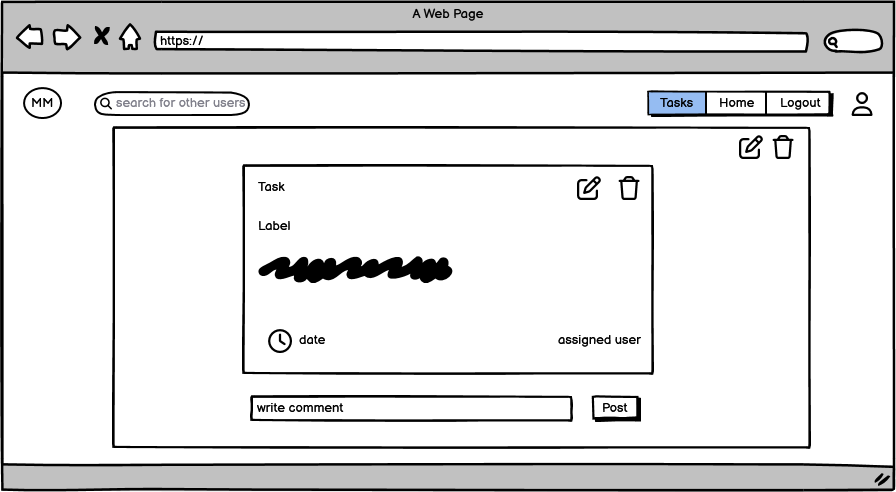 A Web Page
https://
MM
search for other users
Tasks
Home
Logout
Task
Label
date
assigned user
write comment
Post